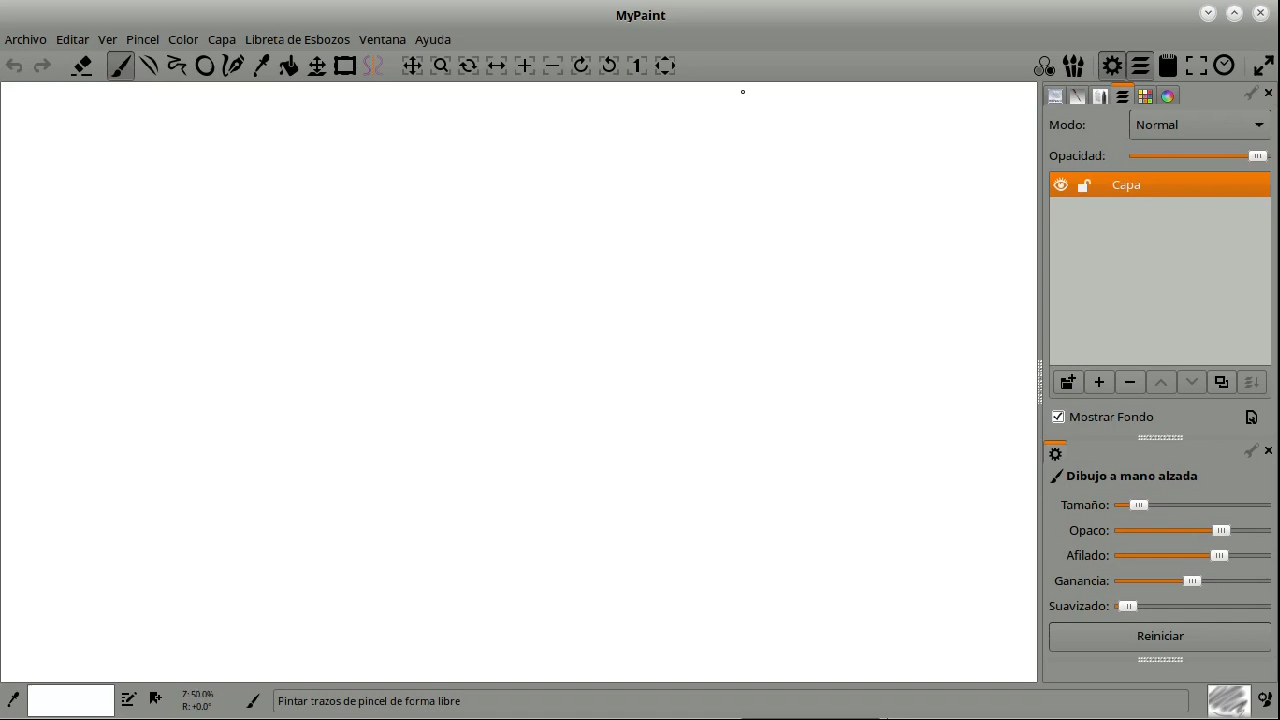 MyPaint
Archivo Editar Ver Pincel Color Capa Libreta de Esbozos Ventana Ayuda
1
Modo: Normal
Opacidad:
Capa
Mostrar Fondo
Dibujo a mano alzada
Tamaño:
Opaco:
Afilado:
Ganancia:
Suavizado:
Reiniciar
Z: 50.0%
R: +0.0°
Pintar trazos de pincel de forma libre